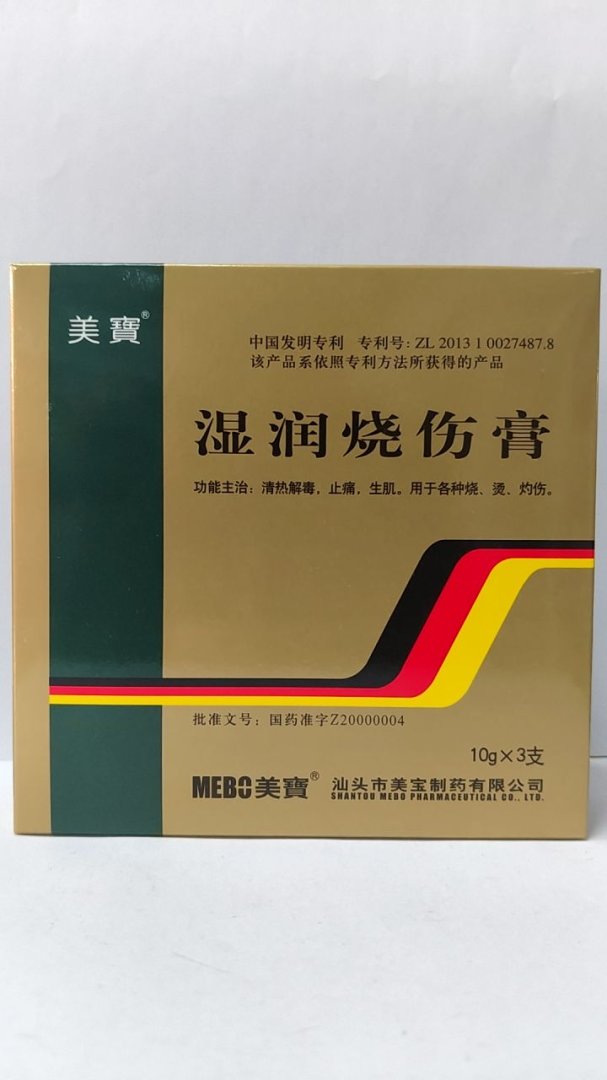 美寶®
中国发明专利 专利号:ZL 2013 1 0027487.8
该产品系依照专利方法所获得的产品
湿润烧伤膏
功能主治:清热解毒,止痛,生肌。用于各种烧、烫、灼伤。
批准文号:国药准字Z20000004
10g×3支
MEBO美寶® 汕头市美宝制药有限公司
SHANTOU MEBO PHARMACEUTICAL CO., LTD.